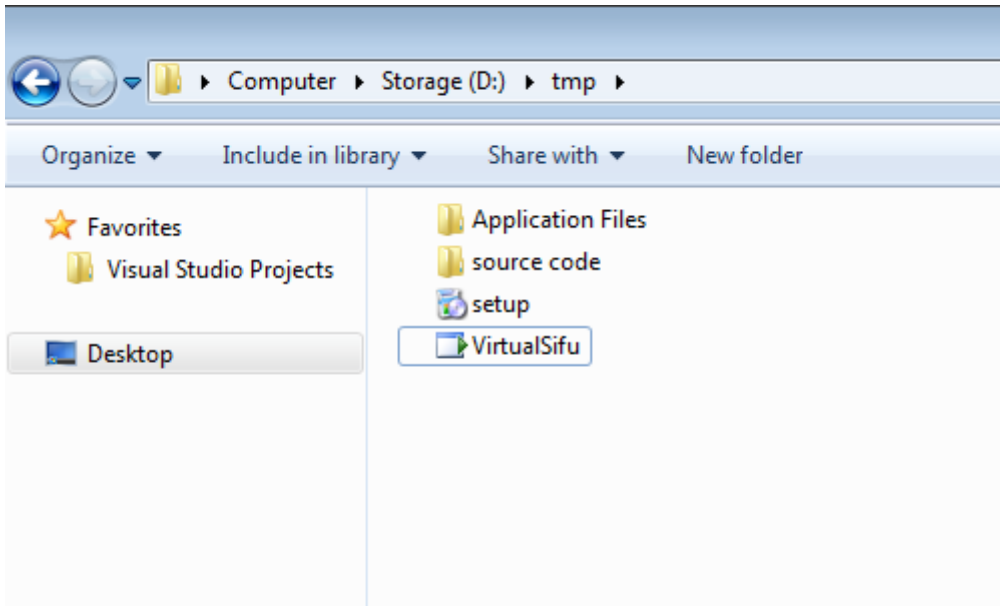 Computer Storage (D:) tmp
Organize Include in library Share with New folder
Favorites
Visual Studio Projects
Desktop
Application Files
source code
setup
VirtualSifu